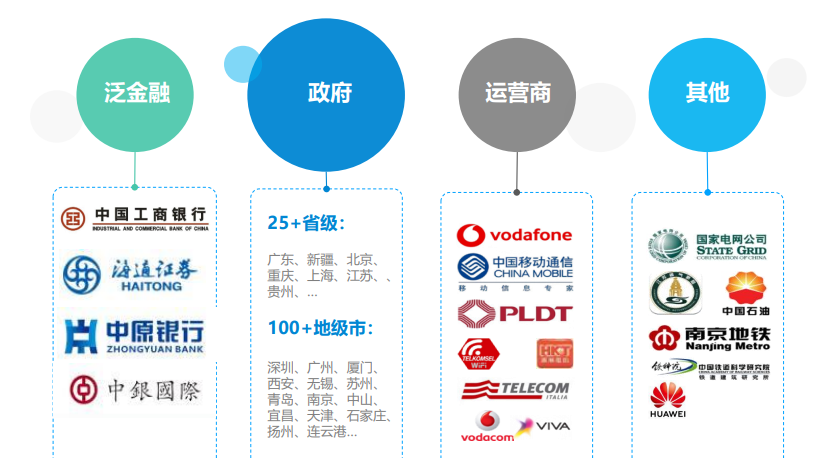 泛金融
政府
运营商
其他
中国工商银行
INDUSTRIAL AND COMMERCIAL BANK OF CHINA
海通证券
HAITONG
中原银行
ZHONGYUAN BANK
中銀國際
25+省级：
广东、新疆、北京、
重庆、上海、江苏、、
贵州、...
100+地级市：
深圳、广州、厦门、
西安、无锡、苏州、
青岛、南京、中山、
宜昌、天津、石家庄、
扬州、连云港...
vodafone
中国移动通信
CHINA MOBILE
移动信息专家
PLDT
TELKOMSEL
WiFi
HKT
TELECOM
ITALIA
vodacom
VIVA
国家电网公司
STATE GRID
CORPORATION OF CHINA
中国石油
南京地铁
Nanjing Metro
铁科院
中国铁道科学研究院
CHINA ACADEMY OF RAILWAY SCIENCES
铁道建筑研究所
HUAWEI